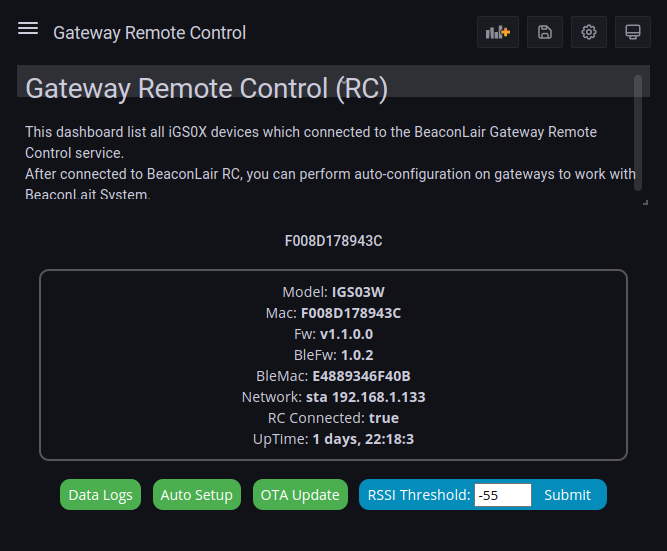 Gateway Remote Control
Gateway Remote Control (RC)
This dashboard list all iGS0X devices which connected to the BeaconLair Gateway Remote
Control service.
After connected to BeaconLair RC, you can perform auto-configuration on gateways to work with
BeaconLait System.
F008D178943C
Model: IGS03W
Mac: F008D178943C
Fw: v1.1.0.0
BleFw: 1.0.2
BleMac: E4889346F40B
Network: sta 192.168.1.133
RC Connected: true
UpTime: 1 days, 22:18:3
Data Logs Auto Setup OTA Update RSSI Threshold: -55 Submit